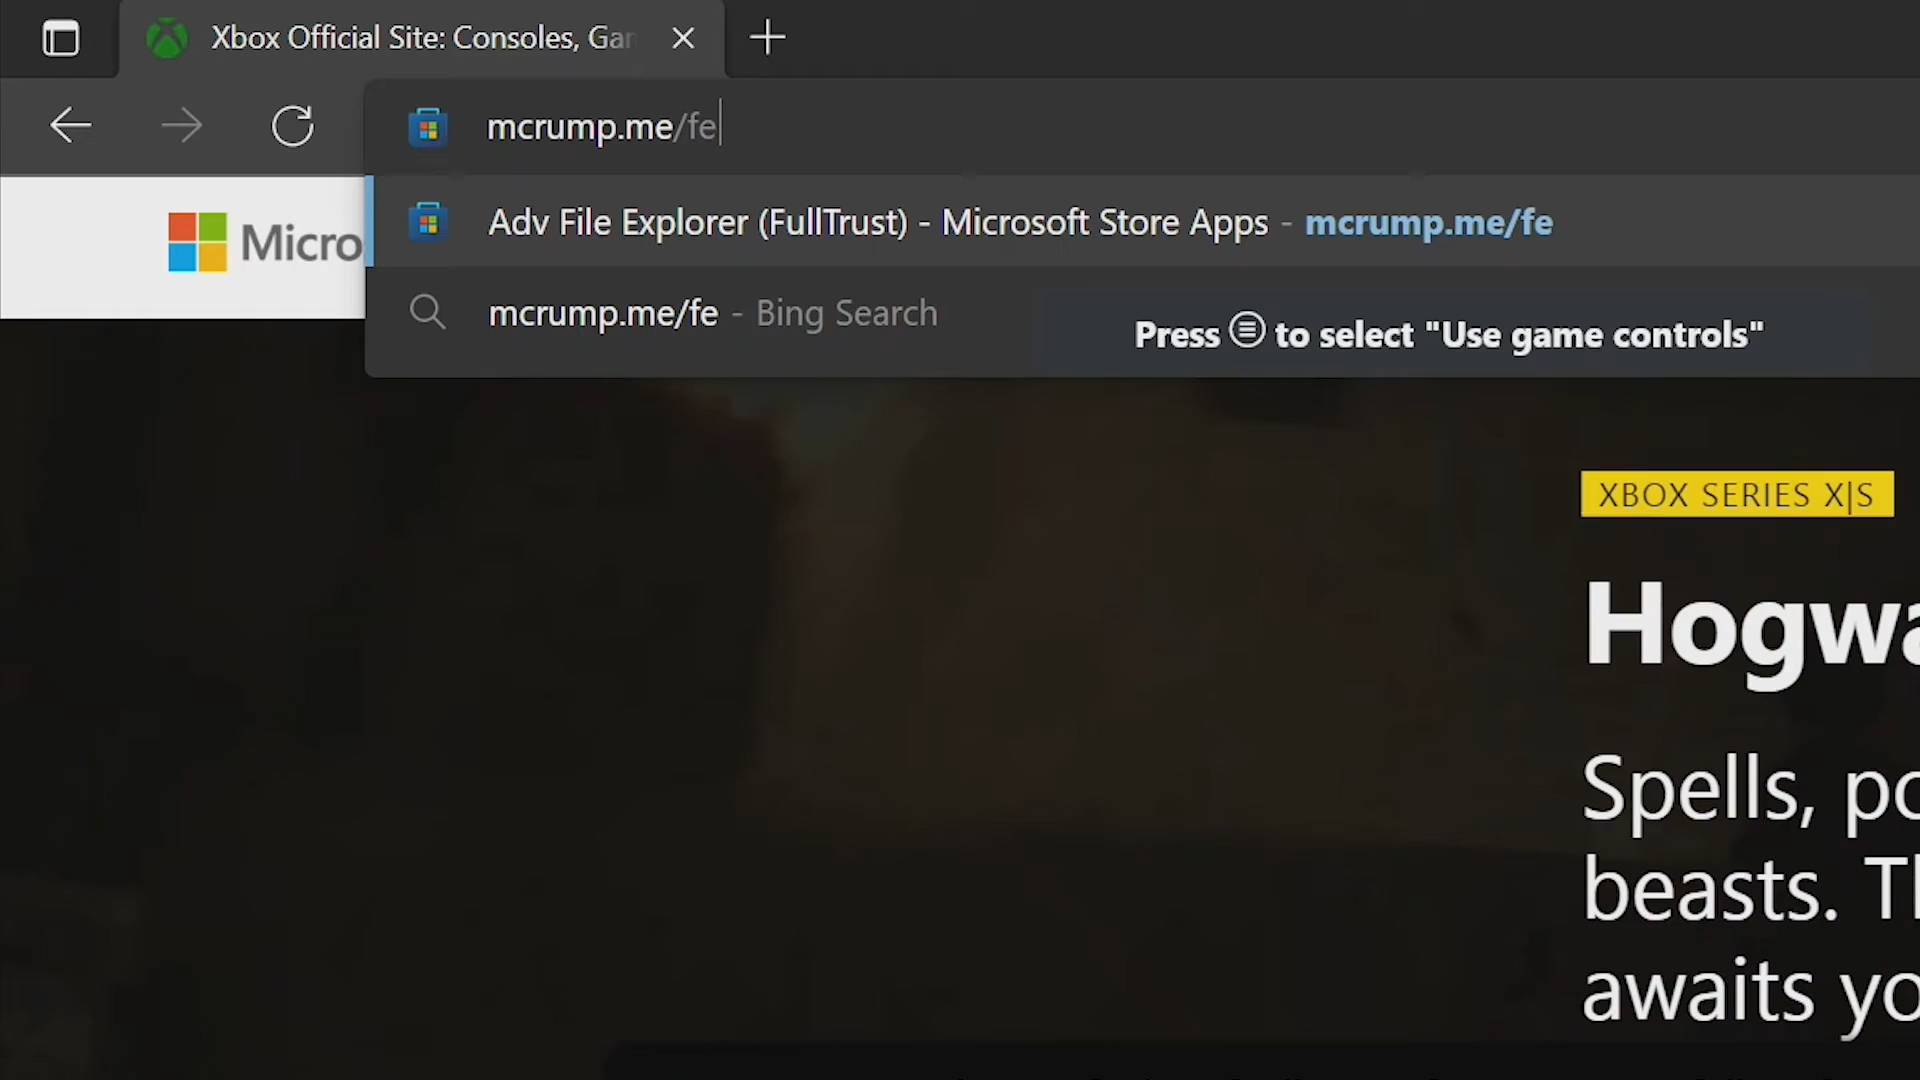 Xbox Official Site: Consoles, Gar
mcrump.me/fe
Adv File Explorer (FullTrust) - Microsoft Store Apps - mcrump.me/fe
mcrump.me/fe - Bing Search
Press to select "Use game controls"
Micro
XBOX SERIES X|S
Hogwa
Spells, po
beasts. Th
awaits yo